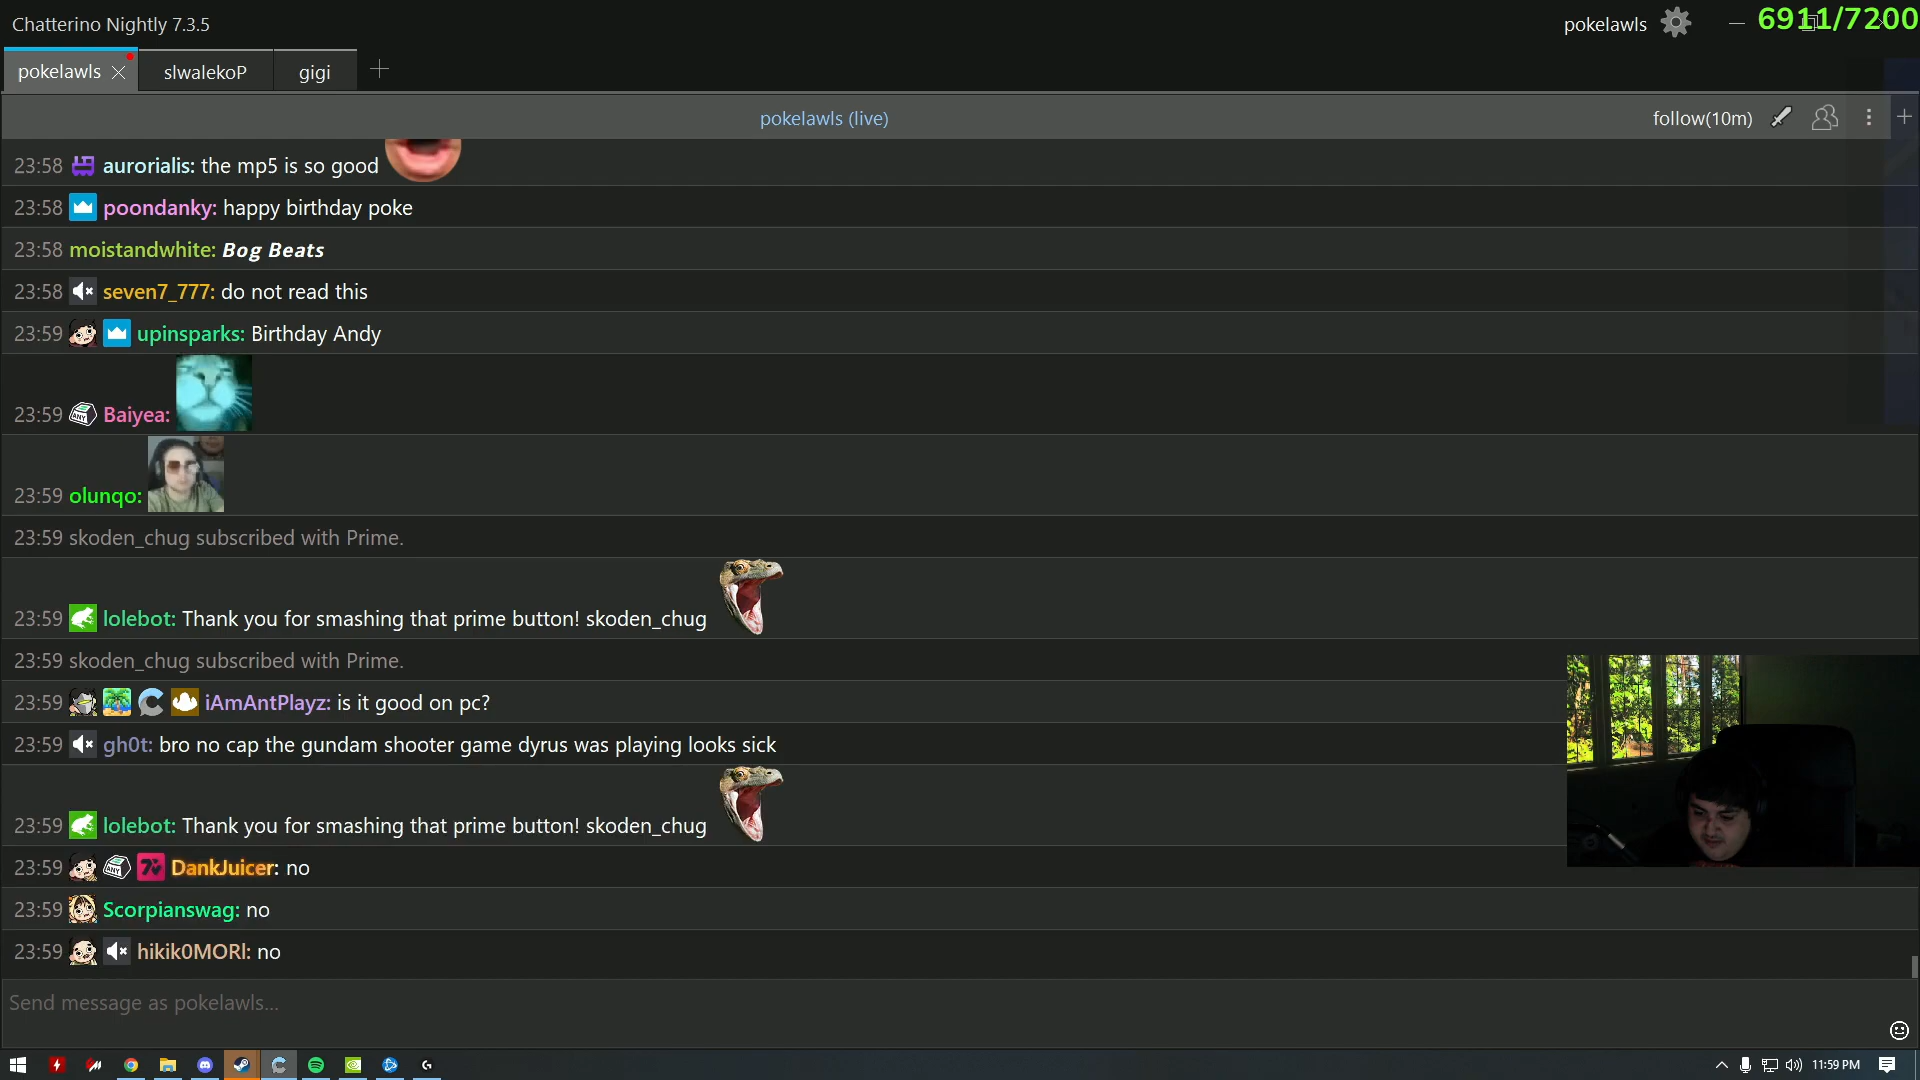 Chatterino Nightly 7.3.5
pokelawls
6911/7200
pokelawls
slwalekoP
gigi
pokelawls (live)
follow(10m)
23:58 aurorialis: the mp5 is so good
23:58 poondanky: happy birthday poke
23:58 moistandwhite: Bog Beats
23:58 seven7_777: do not read this
23:59 upinsparks: Birthday Andy
23:59 ANY Baiyea:
23:59 olunqo:
23:59 skoden_chug subscribed with Prime.
23:59 lolebot: Thank you for smashing that prime button! skoden_chug
23:59 skoden_chug subscribed with Prime.
23:59 iAmAntPlayz: is it good on pc?
23:59 gh0t: bro no cap the gundam shooter game dyrus was playing looks sick
23:59 lolebot: Thank you for smashing that prime button! skoden_chug
23:59 ANY DankJuicer: no
23:59 Scorpianswag: no
23:59 hikik0MORl: no
Send message as pokelawls...
11:59 PM